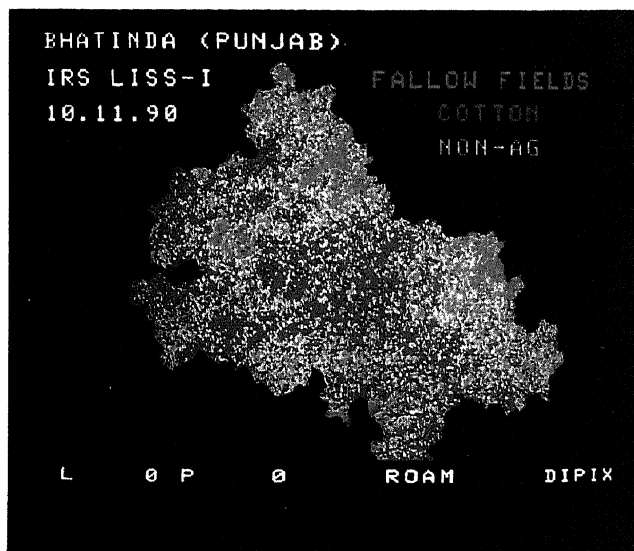 BHATINDA (PUNJAB)
IRS LISS-I
10.11.90
FALLOW FIELDS
COTTON
NON-AG
L 0 P 0 ROAM DIPIX